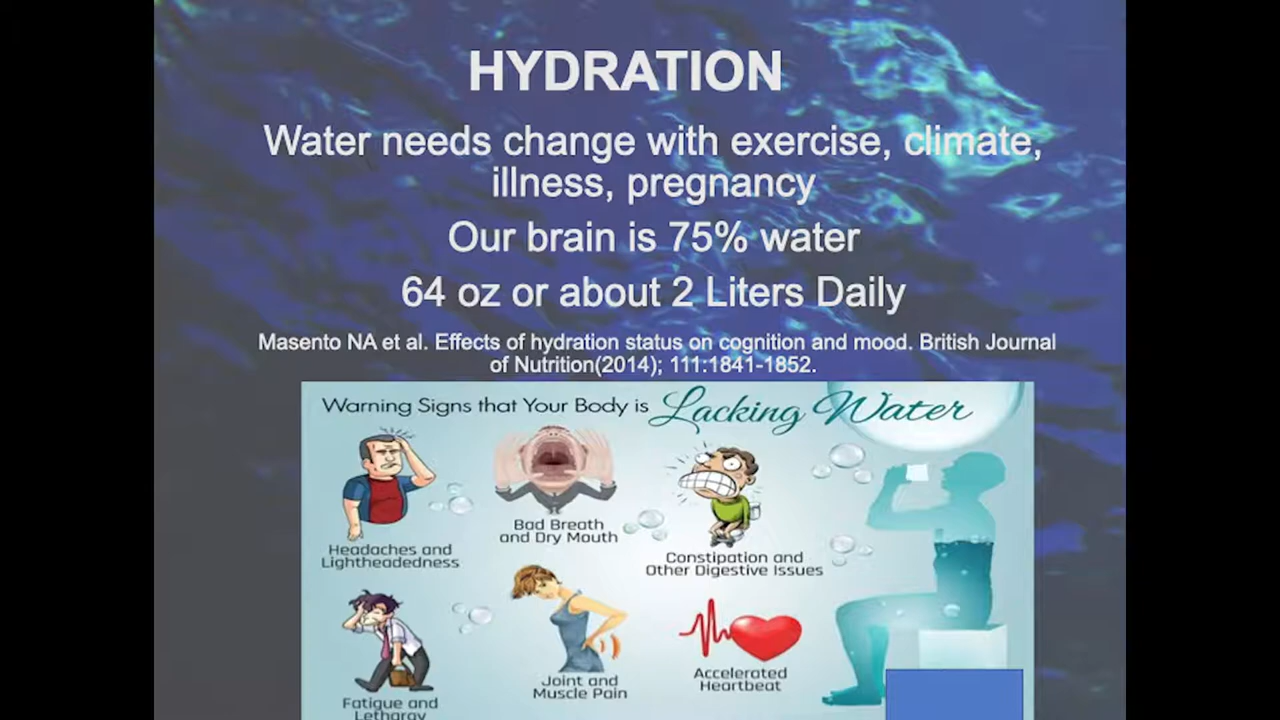 HYDRATION
Water needs change with exercise, climate,
illness, pregnancy
Our brain is 75% water
64 oz or about 2 Liters Daily
Masento NA et al. Effects of hydration status on cognition and mood. British Journal
of Nutrition(2014); 111:1841-1852.
Warning Signs that Your Body is Lacking Water
Headaches and
Lightheadedness
Bad Breath
and Dry Mouth
Constipation and
Other Digestive Issues
Fatigue and
Lethargy
Joint and
Muscle Pain
Accelerated
Heartbeat